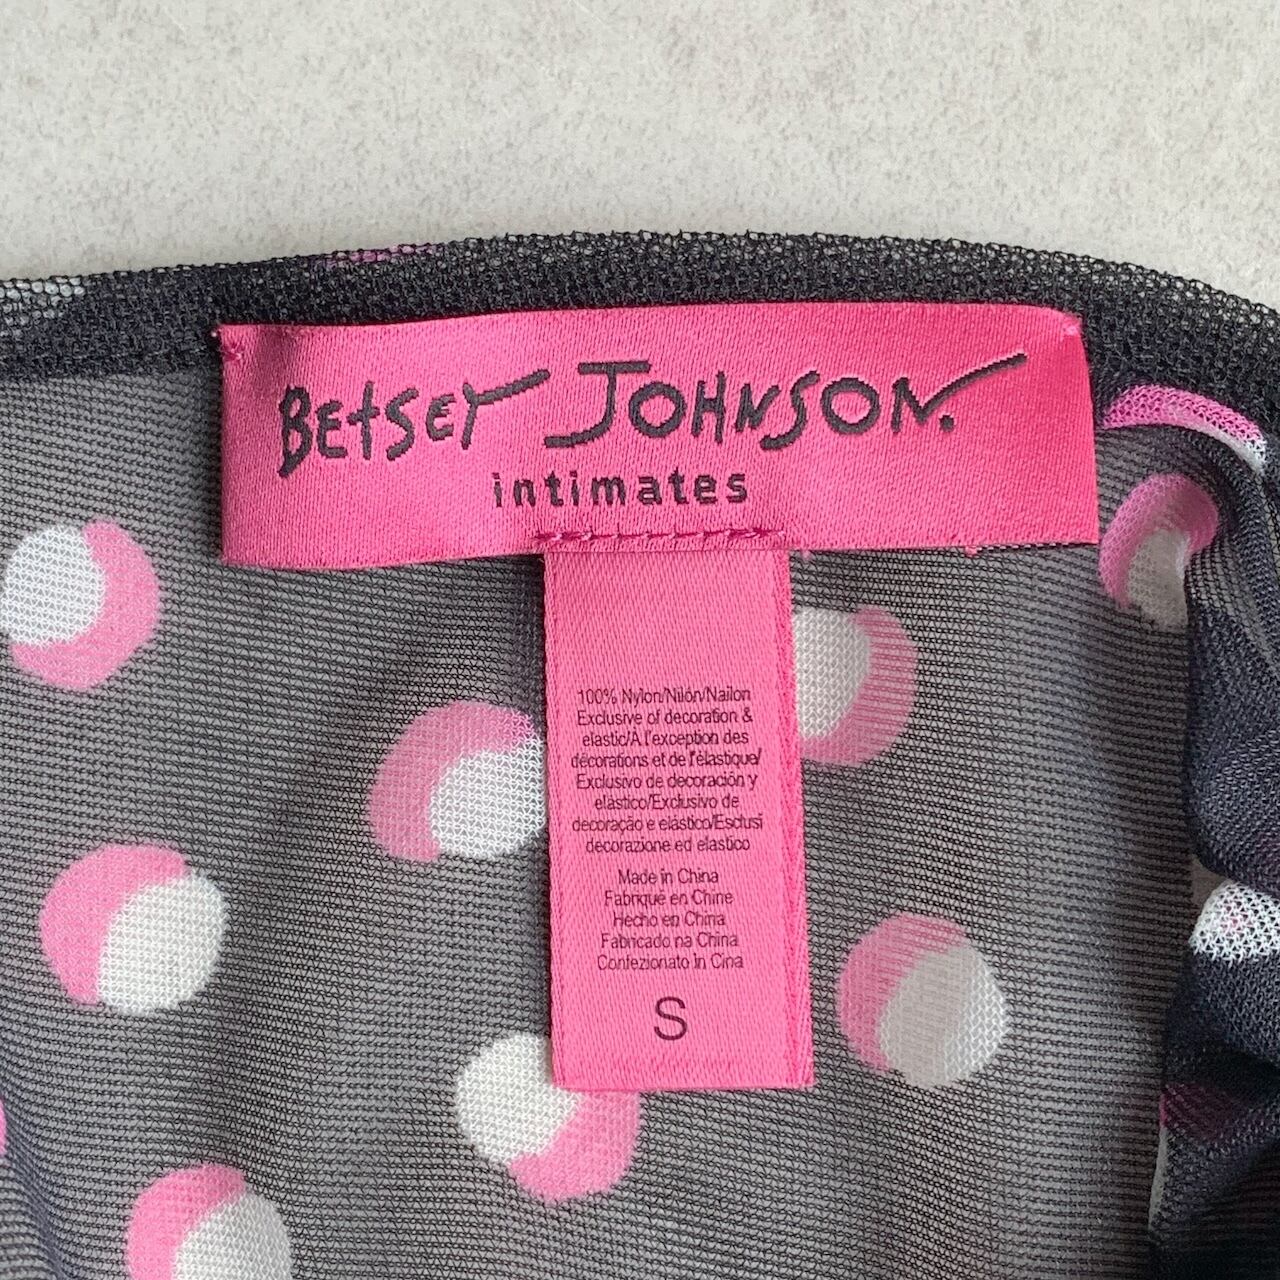 BEtSEY JOHNSON.
intimates
100% Nylon/Nilón/Nailon
Exclusive of decoration &
elastic/A l'exception des
décorations et de l'élastique/
Exclusivo de decoración y
elástico/Exclusivo de
decoração e elástico/Esclusi
decorazione ed elastico
Made in China
Fabriqué en Chine
Hecho en China
Fabricado na China
Confezionato in Cina
S